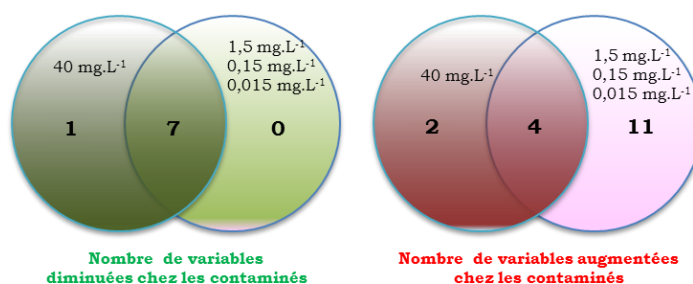 40 mg.L⁻¹
1,5 mg.L⁻¹
0,15 mg.L⁻¹
0,015 mg.L⁻¹
1
7
0
Nombre de variables
diminuées chez les contaminés
40 mg.L⁻¹
1,5 mg.L⁻¹
0,15 mg.L⁻¹
0,015 mg.L⁻¹
2
4
11
Nombre de variables augmentées
chez les contaminés